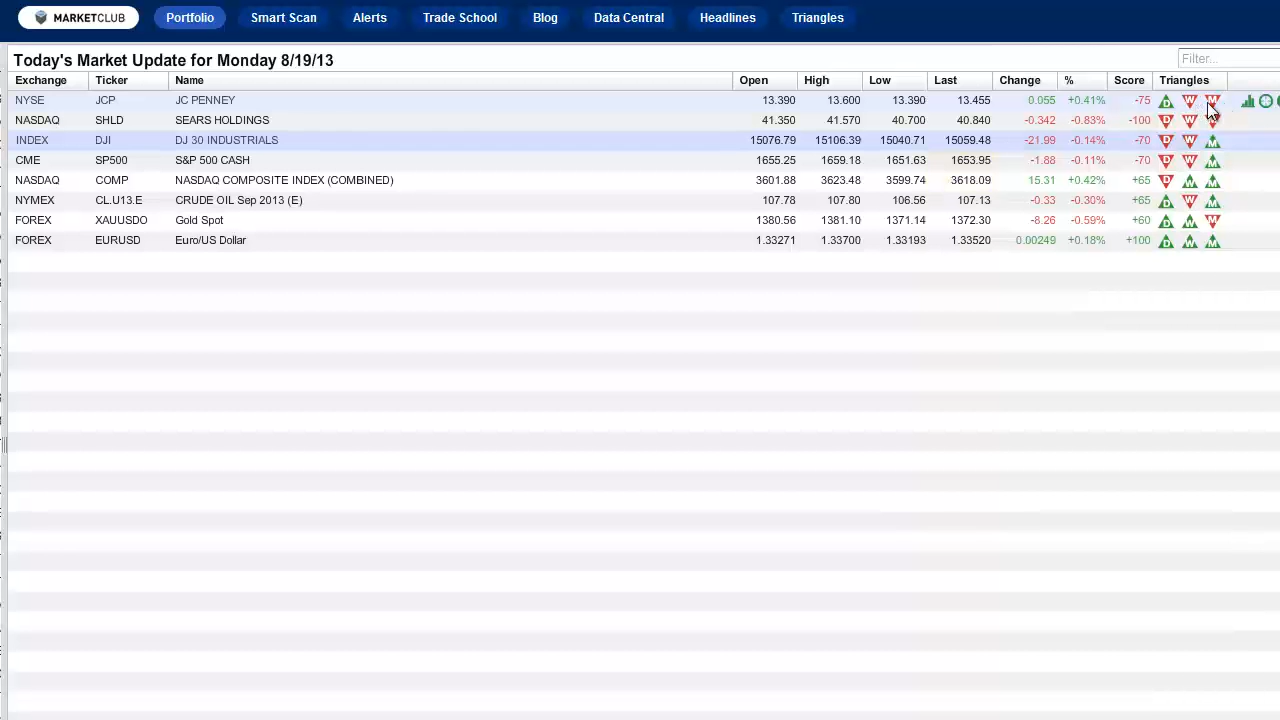 MARKETCLUB Portfolio Smart Scan Alerts Trade School Blog Data Central Headlines Triangles
Today's Market Update for Monday 8/19/13 Filter...
Exchange Ticker Name Open High Low Last Change % Score Triangles
NYSE JCP JC PENNEY 13.390 13.600 13.390 13.455 0.055 +0.41% -75 D W M
NASDAQ SHLD SEARS HOLDINGS 41.350 41.570 40.700 40.840 -0.342 -0.83% -100 D W
INDEX DJI DJ 30 INDUSTRIALS 15076.79 15106.39 15040.71 15059.48 -21.99 -0.14% -70 D W M
CME SP500 S&P 500 CASH 1655.25 1659.18 1651.63 1653.95 -1.88 -0.11% -70 D W M
NASDAQ COMP NASDAQ COMPOSITE INDEX (COMBINED) 3601.88 3623.48 3599.74 3618.09 15.31 +0.42% +65 D W M
NYMEX CL.U13.E CRUDE OIL Sep 2013 (E) 107.78 107.80 106.56 107.13 -0.33 -0.30% +65 D W M
FOREX XAUUSDO Gold Spot 1380.56 1381.10 1371.14 1372.30 -8.26 -0.59% +60 D W M
FOREX EURUSD Euro/US Dollar 1.33271 1.33700 1.33193 1.33520 0.00249 +0.18% +100 D W M